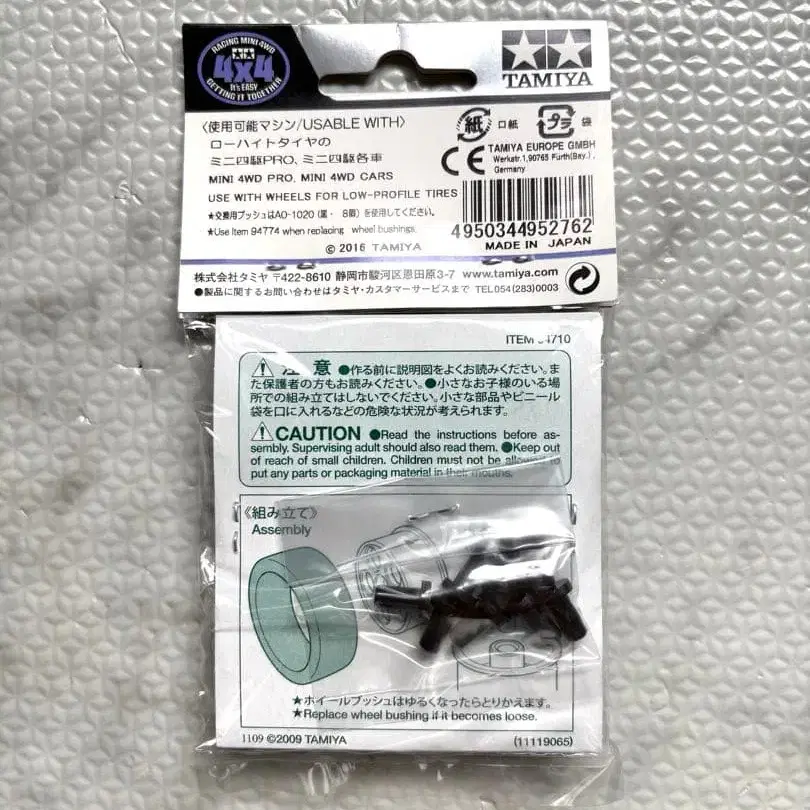 RACING MINI 4WD
4x4
It's EASY
GETTING IT TOGETHER
TAMIYA
〈使用可能マシン/USABLE WITH〉
ローハイトタイヤの
ミニ四駆PRO、ミニ四駆各車
MINI 4WD PRO, MINI 4WD CARS
USE WITH WHEELS FOR LOW-PROFILE TIRES
★交換用ブッシュはAO-1020(黒・8個)を使用してください。
★Use Item 94774 when replacing wheel bushings.
© 2016 TAMIYA
紙 口紙 プラ 袋
CE TAMIYA EUROPE GMBH
Werkstr.1,90765 Fürth(Bay.),
Germany
4950344952762
MADE IN JAPAN
株式会社タミヤ 〒422-8610 静岡市駿河区恩田原3-7 www.tamiya.com
●製品に関するお問い合わせはタミヤ・カスタマーサービスまで TEL054(283)0003
ITEM 710
注意 ●作る前に説明図をよくお読みください。ま
た保護者の方もお読みください。●小さなお子様のいる場
所での組み立てはしないでください。小さな部品やビニール
袋を口に入れるなどの危険な状況が考えられます。
CAUTION ●Read the instructions before as-
sembly. Supervising adult should also read them. ●Keep out
of reach of small children. Children must not be allowed to
put any parts or packaging material in their mouths.
《組み立て》
Assembly
★ホイールブッシュはゆるくなったらとりかえます。
★Replace wheel bushing if it becomes loose.
1109 ©2009 TAMIYA
(11119065)